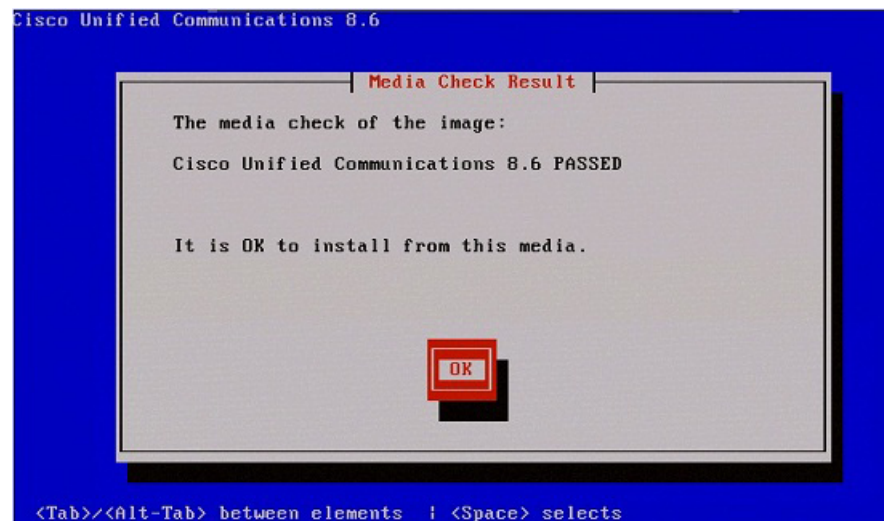 Cisco Unified Communications 8.6
Media Check Result
The media check of the image:
Cisco Unified Communications 8.6 PASSED
It is OK to install from this media.
OK
<Tab>/<Alt-Tab> between elements | <Space> selects